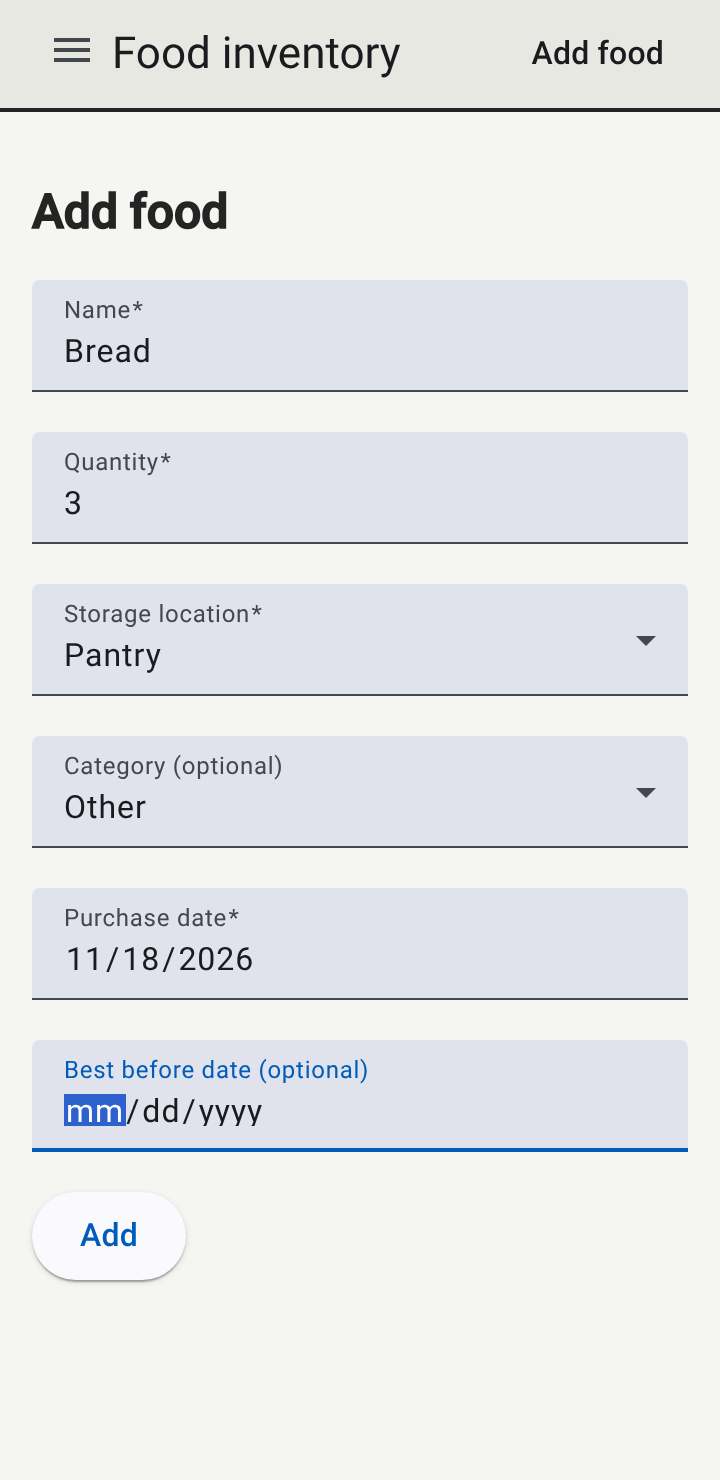 Food inventory
Add food
Add food
Name*
Bread
Quantity*
3
Storage location*
Pantry
Category (optional)
Other
Purchase date*
11/18/2026
Best before date (optional)
mm/dd/yyyy
Add